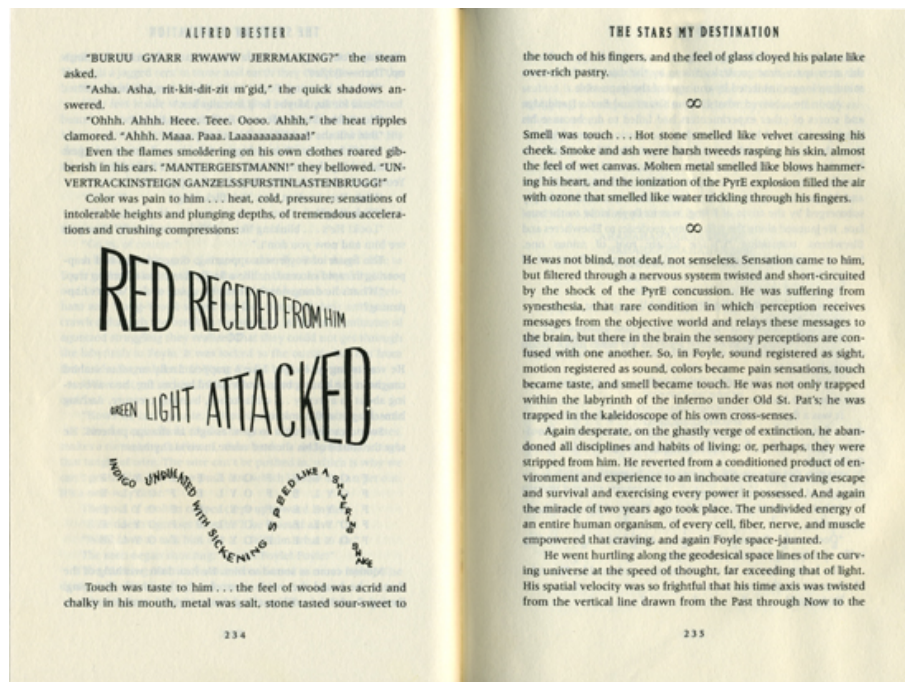 ALFRED BESTER
“BURUU GYARR RWAWW JERRMAKING?” the steam
asked.
“Asha. Asha, rit-kit-dit-zit m’gid,” the quick shadows an-
swered.
“Ohhh. Ahhh. Heee. Teee. Oooo. Ahhh,” the heat ripples
clamored. “Ahhh. Maaa. Paaa. Laaaaaaaaaaaa!”
Even the flames smoldering on his own clothes roared gib-
berish in his ears. “MANTERGEISTMANN!” they bellowed. “UN-
VERTRACKINSTEIGN GANZELSSFURSTINLASTENBRUGG!”
Color was pain to him . . . heat, cold, pressure; sensations of
intolerable heights and plunging depths, of tremendous accelera-
tions and crushing compressions:
RED RECEDED FROM HIM
GREEN LIGHT ATTACKED
INDIGO UNDULATED WITH SICKENING SPEED LIKE A SHIVERING SNAKE
Touch was taste to him . . . the feel of wood was acrid and
chalky in his mouth, metal was salt, stone tasted sour-sweet to
234
THE STARS MY DESTINATION
the touch of his fingers, and the feel of glass cloyed his palate like
over-rich pastry.
∞
Smell was touch . . . Hot stone smelled like velvet caressing his
cheek. Smoke and ash were harsh tweeds rasping his skin, almost
the feel of wet canvas. Molten metal smelled like blows hammer-
ing his heart, and the ionization of the PyrE explosion filled the air
with ozone that smelled like water trickling through his fingers.
∞
He was not blind, not deaf, not senseless. Sensation came to him,
but filtered through a nervous system twisted and short-circuited
by the shock of the PyrE concussion. He was suffering from
synesthesia, that rare condition in which perception receives
messages from the objective world and relays these messages to
the brain, but there in the brain the sensory perceptions are con-
fused with one another. So, in Foyle, sound registered as sight,
motion registered as sound, colors became pain sensations, touch
became taste, and smell became touch. He was not only trapped
within the labyrinth of the inferno under Old St. Pat’s; he was
trapped in the kaleidoscope of his own cross-senses.
Again desperate, on the ghastly verge of extinction, he aban-
doned all disciplines and habits of living; or, perhaps, they were
stripped from him. He reverted from a conditioned product of en-
vironment and experience to an inchoate creature craving escape
and survival and exercising every power it possessed. And again
the miracle of two years ago took place. The undivided energy of
an entire human organism, of every cell, fiber, nerve, and muscle
empowered that craving, and again Foyle space-jaunted.
He went hurtling along the geodesical space lines of the curv-
ing universe at the speed of thought, far exceeding that of light.
His spatial velocity was so frightful that his time axis was twisted
from the vertical line drawn from the Past through Now to the
235